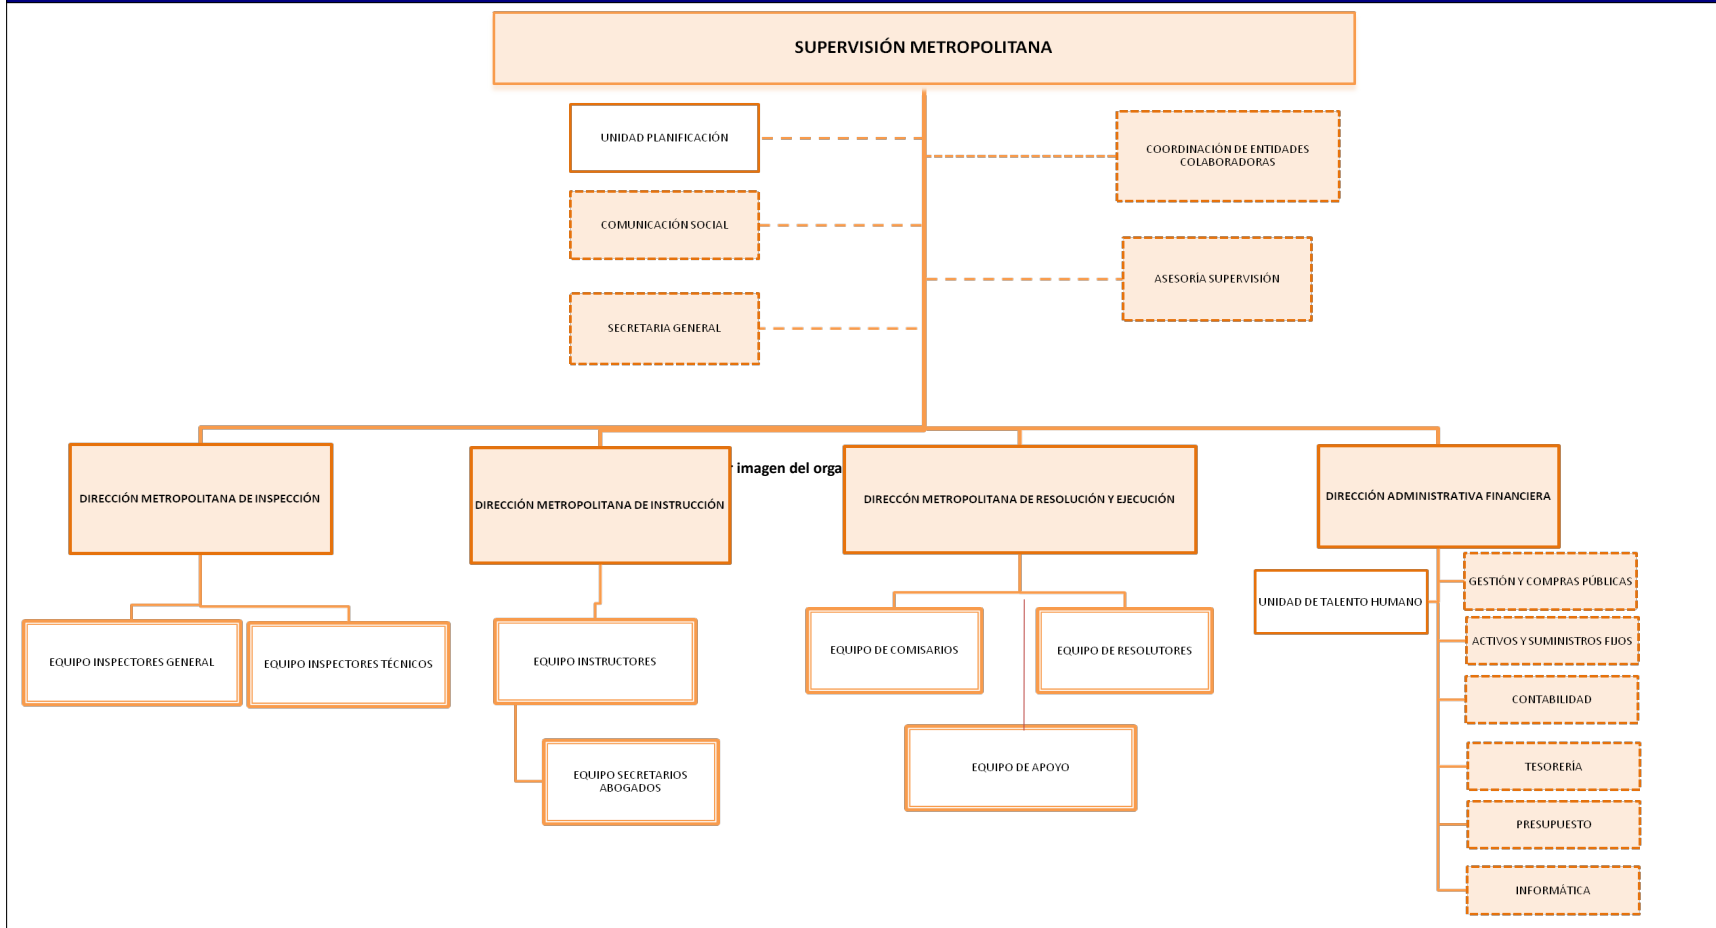 SUPERVISIÓN METROPOLITANA
UNIDAD PLANIFICACIÓN
COORDINACIÓN DE ENTIDADES
COLABORADORAS
COMUNICACIÓN SOCIAL
ASESORÍA SUPERVISIÓN
SECRETARIA GENERAL
imagen del orga
DIRECCIÓN METROPOLITANA DE INSPECCIÓN
DIRECCIÓN METROPOLITANA DE INSTRUCCIÓN
DIRECCÓN METROPOLITANA DE RESOLUCIÓN Y EJECUCIÓN
DIRECCIÓN ADMINISTRATIVA FINANCIERA
EQUIPO INSPECTORES GENERAL
EQUIPO INSPECTORES TÉCNICOS
EQUIPO INSTRUCTORES
EQUIPO SECRETARIOS
ABOGADOS
EQUIPO DE COMISARIOS
EQUIPO DE RESOLUTORES
EQUIPO DE APOYO
UNIDAD DE TALENTO HUMANO
GESTIÓN Y COMPRAS PÚBLICAS
ACTIVOS Y SUMINISTROS FIJOS
CONTABILIDAD
TESORERÍA
PRESUPUESTO
INFORMÁTICA